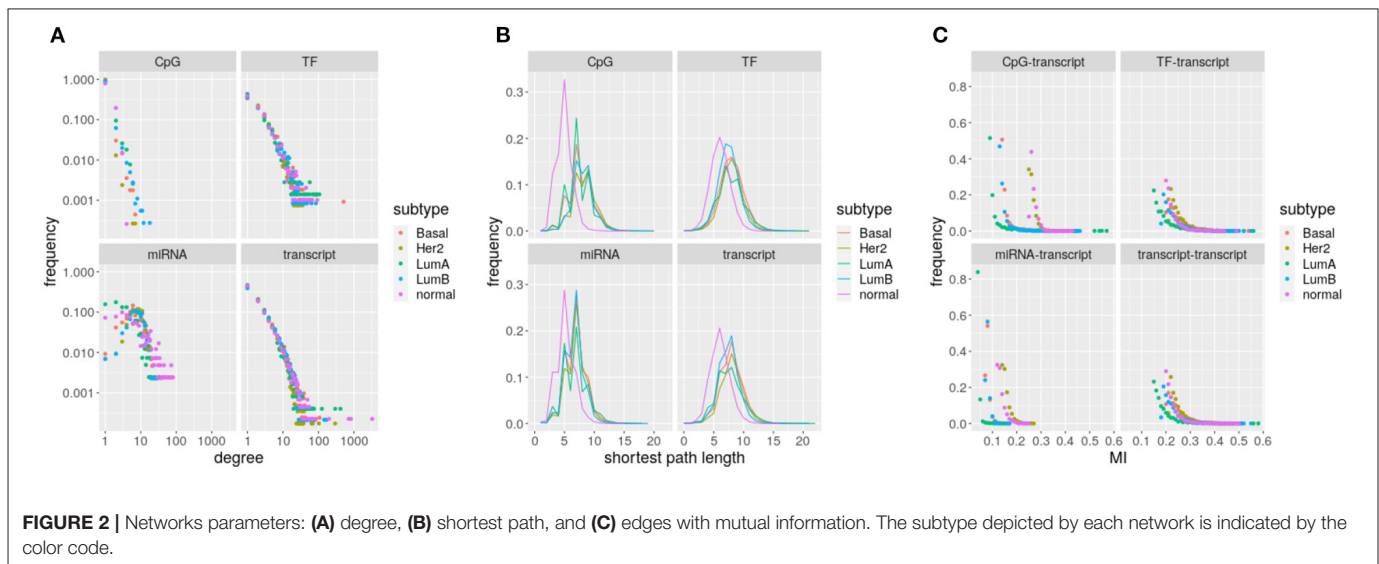 A
B
C
CpG
TF
CpG
TF
CpG-transcript
TF-transcript
1.000
0.100
0.010
0.001
0.3
0.2
0.1
0.0
0.8
0.6
0.4
0.2
0.0
miRNA
transcript
miRNA
transcript
miRNA-transcript
transcript-transcript
1.000
0.100
0.010
0.001
0.3
0.2
0.1
0.0
0.8
0.6
0.4
0.2
0.0
frequency
frequency
frequency
frequency
frequency
1 10 100 1000 1 10 100 1000
degree
0 5 10 15 20 0 5 10 15 20
shortest path length
0.1 0.2 0.3 0.4 0.5 0.6 0.1 0.2 0.3 0.4 0.5 0.6
MI
subtype
Basal
Her2
LumA
LumB
normal
subtype
Basal
Her2
LumA
LumB
normal
subtype
Basal
Her2
LumA
LumB
normal
FIGURE 2 | Networks parameters: (A) degree, (B) shortest path, and (C) edges with mutual information. The subtype depicted by each network is indicated by the
color code.